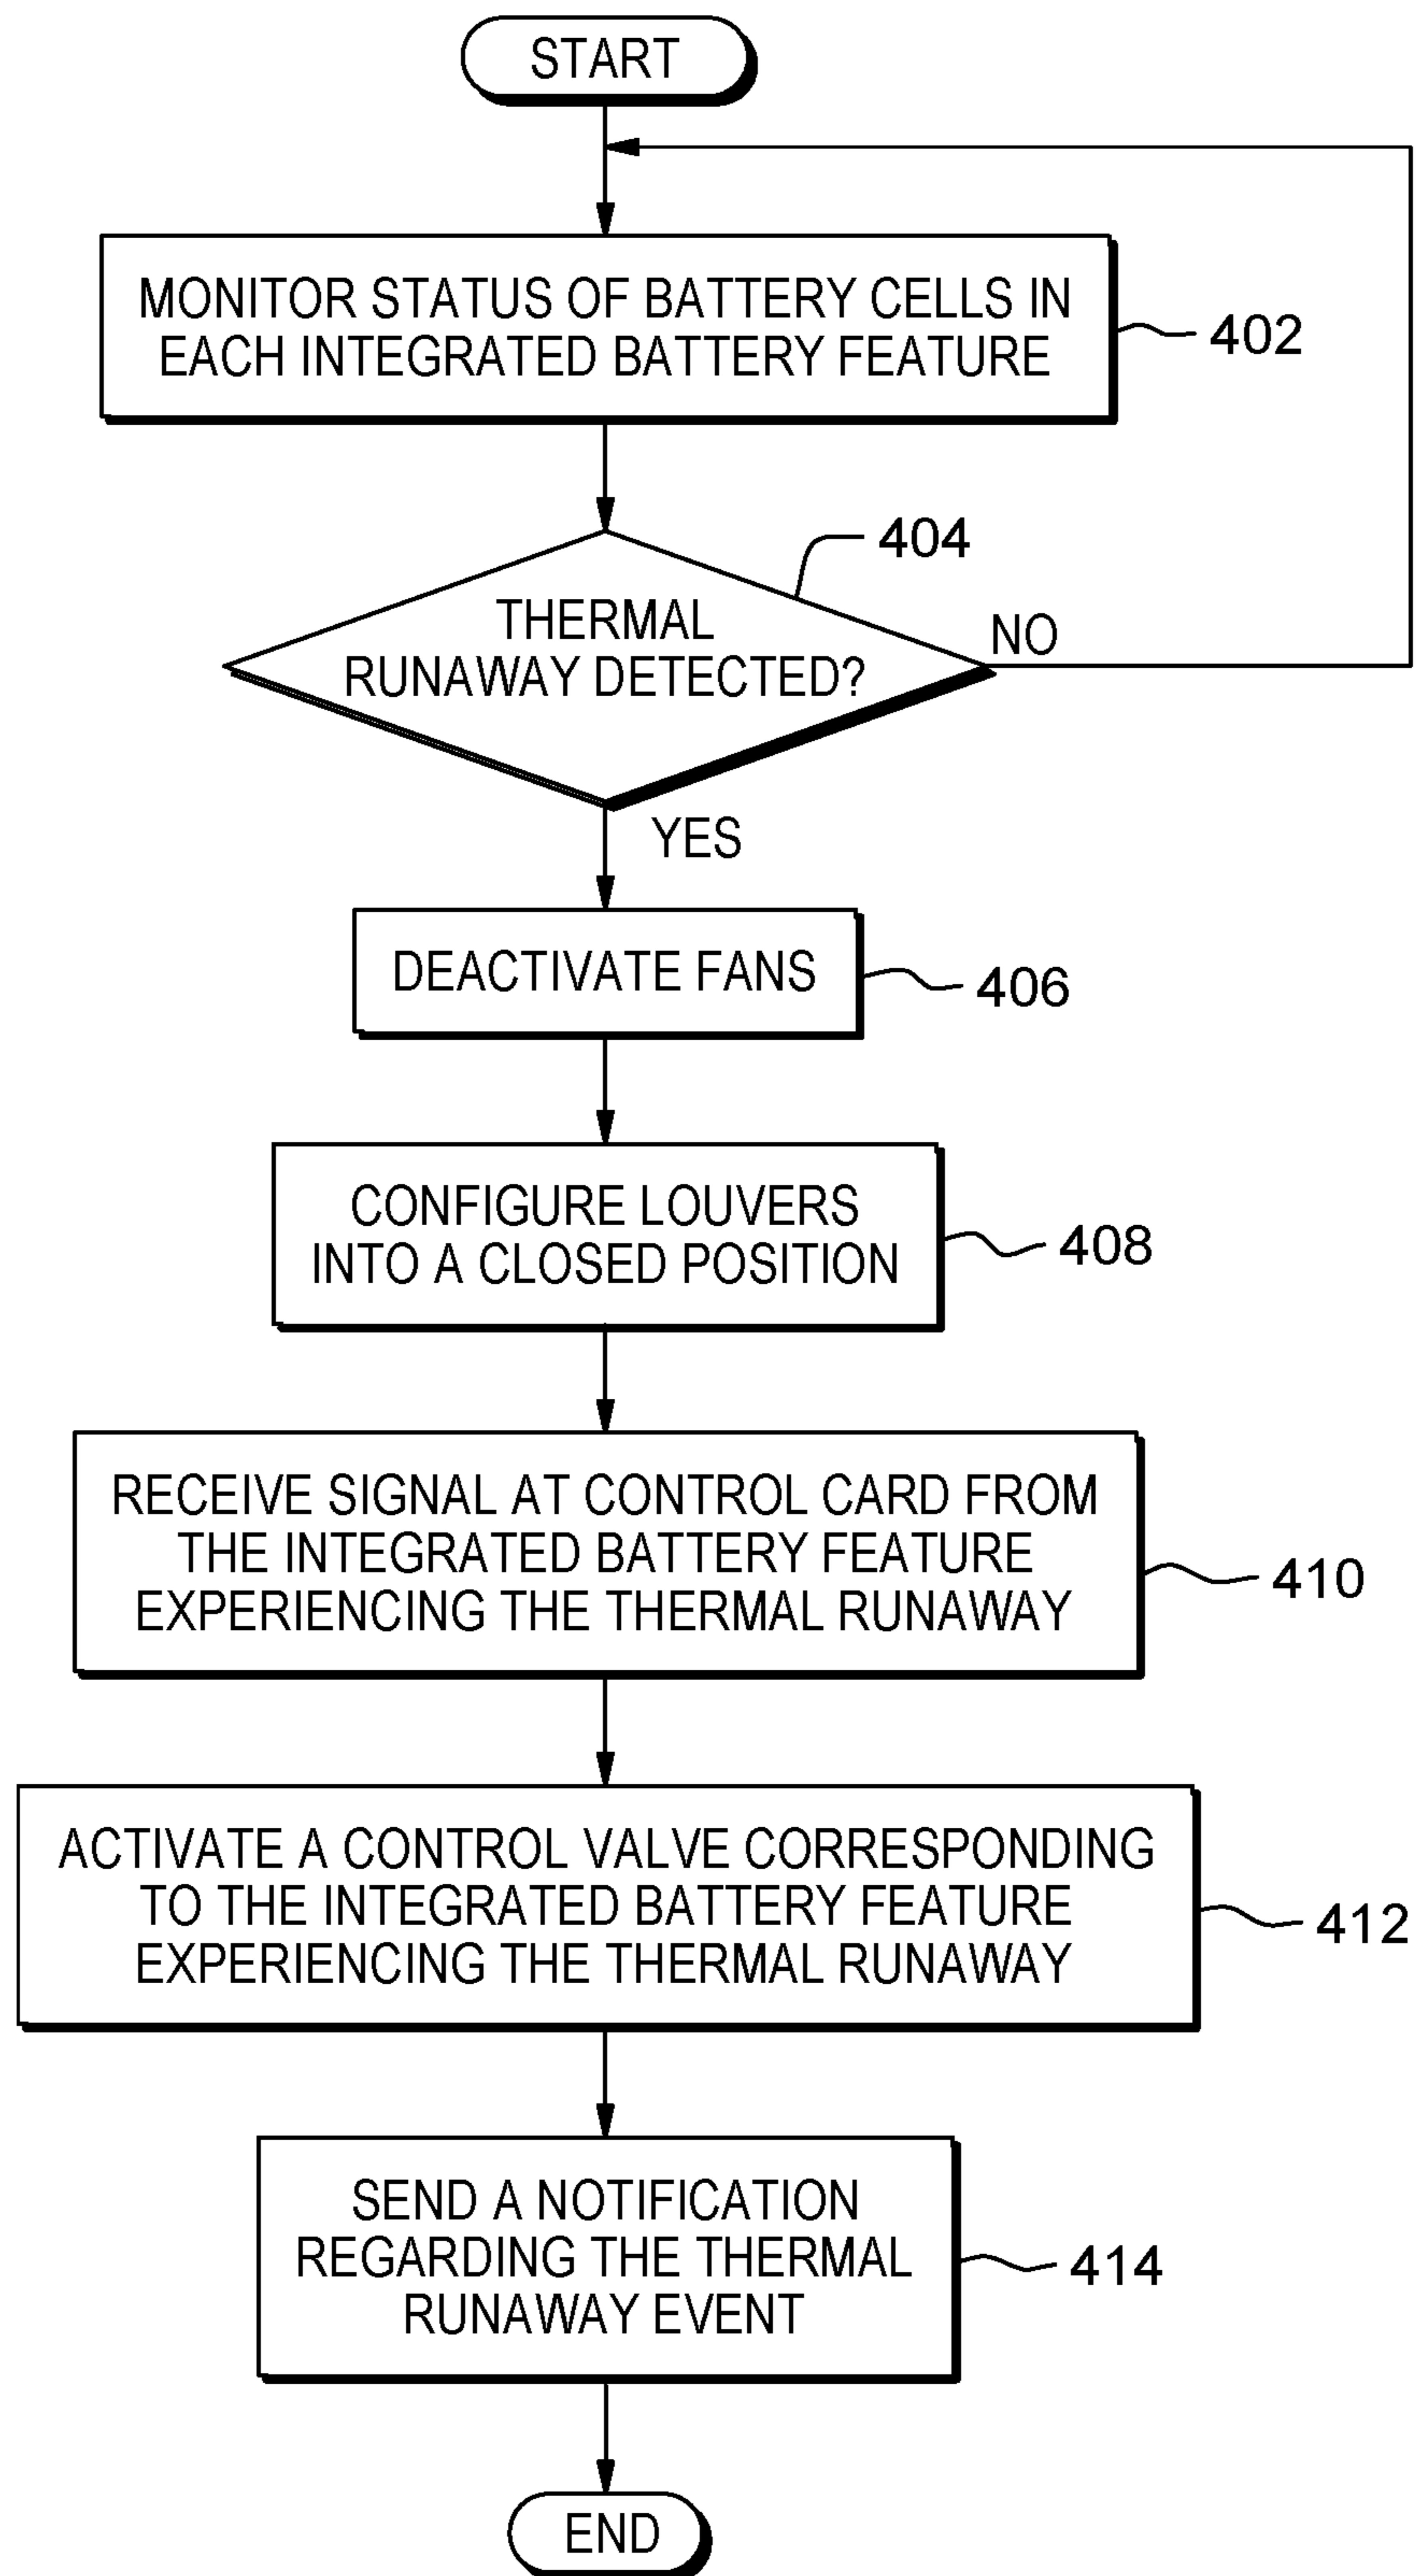 START
MONITOR STATUS OF BATTERY CELLS IN
EACH INTEGRATED BATTERY FEATURE
402
404
THERMAL
RUNAWAY DETECTED?
NO
YES
DEACTIVATE FANS
406
CONFIGURE LOUVERS
INTO A CLOSED POSITION
408
RECEIVE SIGNAL AT CONTROL CARD FROM
THE INTEGRATED BATTERY FEATURE
EXPERIENCING THE THERMAL RUNAWAY
410
ACTIVATE A CONTROL VALVE CORRESPONDING
TO THE INTEGRATED BATTERY FEATURE
EXPERIENCING THE THERMAL RUNAWAY
412
SEND A NOTIFICATION
REGARDING THE THERMAL
RUNAWAY EVENT
414
END